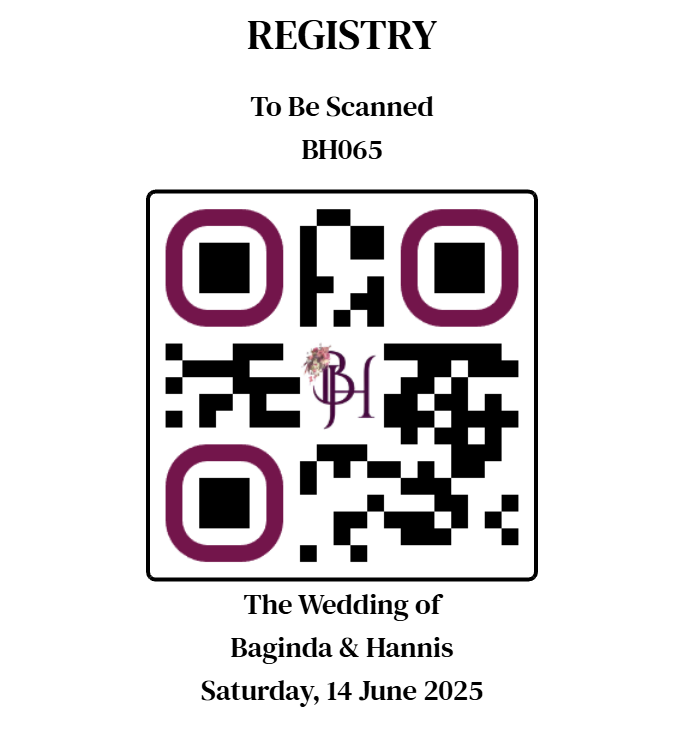 REGISTRY
To Be Scanned
BH065
BH
The Wedding of
Baginda & Hannis
Saturday, 14 June 2025